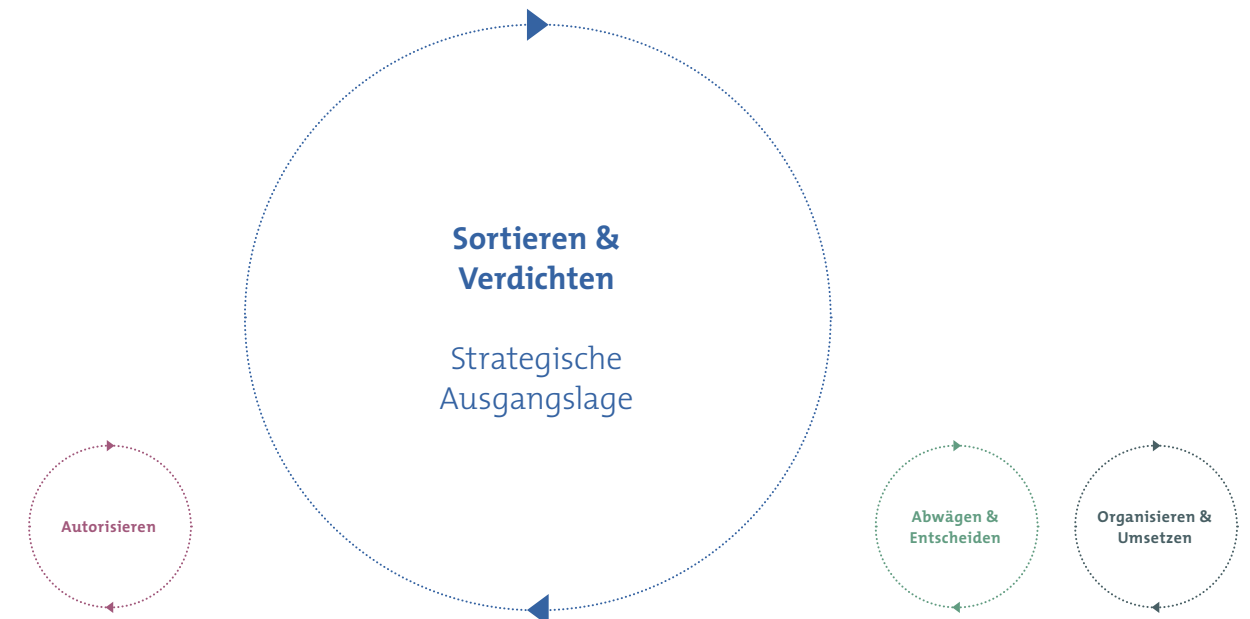 Sortieren &
Verdichten
Strategische
Ausgangslage
Autorisieren
Abwägen &
Entscheiden
Organisieren &
Umsetzen